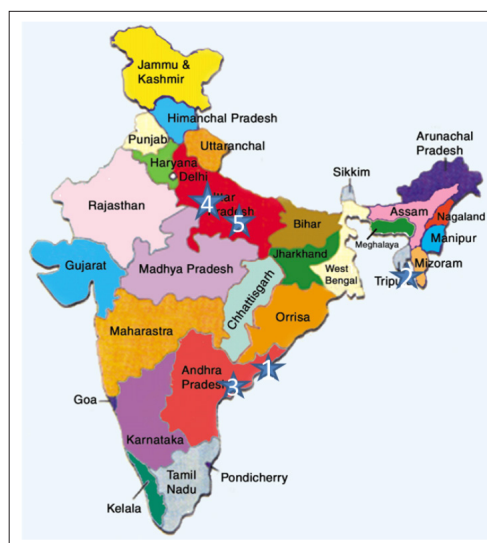 Jammu &
Kashmir
Himanchal Pradesh
Punjab
Uttaranchal
Haryana
Delhi
Arunachal
Pradesh
Sikkim
Rajasthan
4
5
Bihar
Assam
Nagaland
Meghalaya
Manipur
Mizoram
2
Gujarat
Madhya Pradesh
Jharkhand
West
Bengal
Chhattisgarh
Orrisa
Maharastra
Andhra
Pradesh
1
3
Goa
Karnataka
Tamil
Nadu
Pondicherry
Kelala